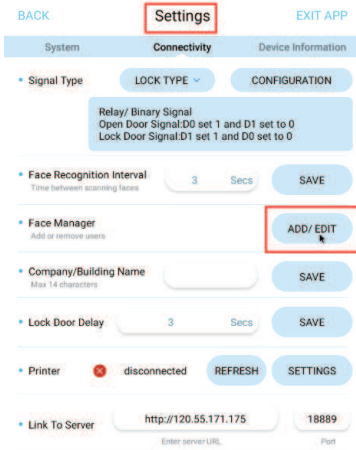 BACK Settings EXIT APP
System Connectivity Device Information
Signal Type LOCK TYPE CONFIGURATION
Relay/ Binary Signal
Open Door Signal:D0 set 1 and D1 set to 0
Lock Door Signal:D1 set 1 and D0 set to 0
Face Recognition Interval 3 Secs SAVE
Time between scanning faces
Face Manager ADD/ EDIT
Add or remove users
Company/Building Name SAVE
Max 14 characters
Lock Door Delay 3 Secs SAVE
Printer disconnected REFRESH SETTINGS
Link To Server http://120.55.171.175 18889
Enter server URL Port